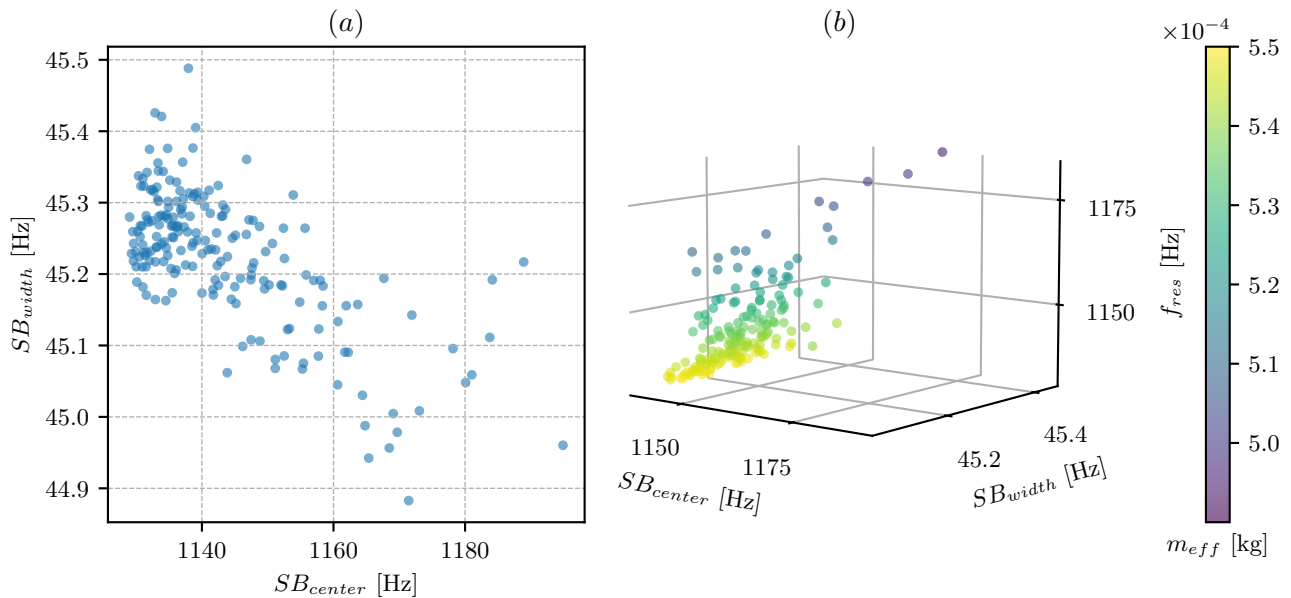 (a)
45.5
45.4
45.3
45.2
45.1
45.0
44.9
SB_width [Hz]
1140 1160 1180
SB_center [Hz]
(b)
1175
1150
f_res [Hz]
1150
1175
SB_center [Hz]
45.2
45.4
SB_width [Hz]
×10⁻⁴
5.5
5.4
5.3
5.2
5.1
5.0
m_eff [kg]